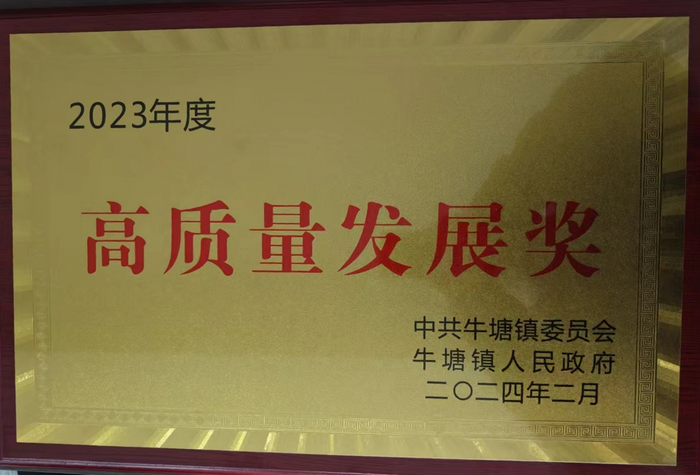 2023年度
高质量发展奖
中共牛塘镇委员会
牛塘镇人民政府
二〇二四年二月